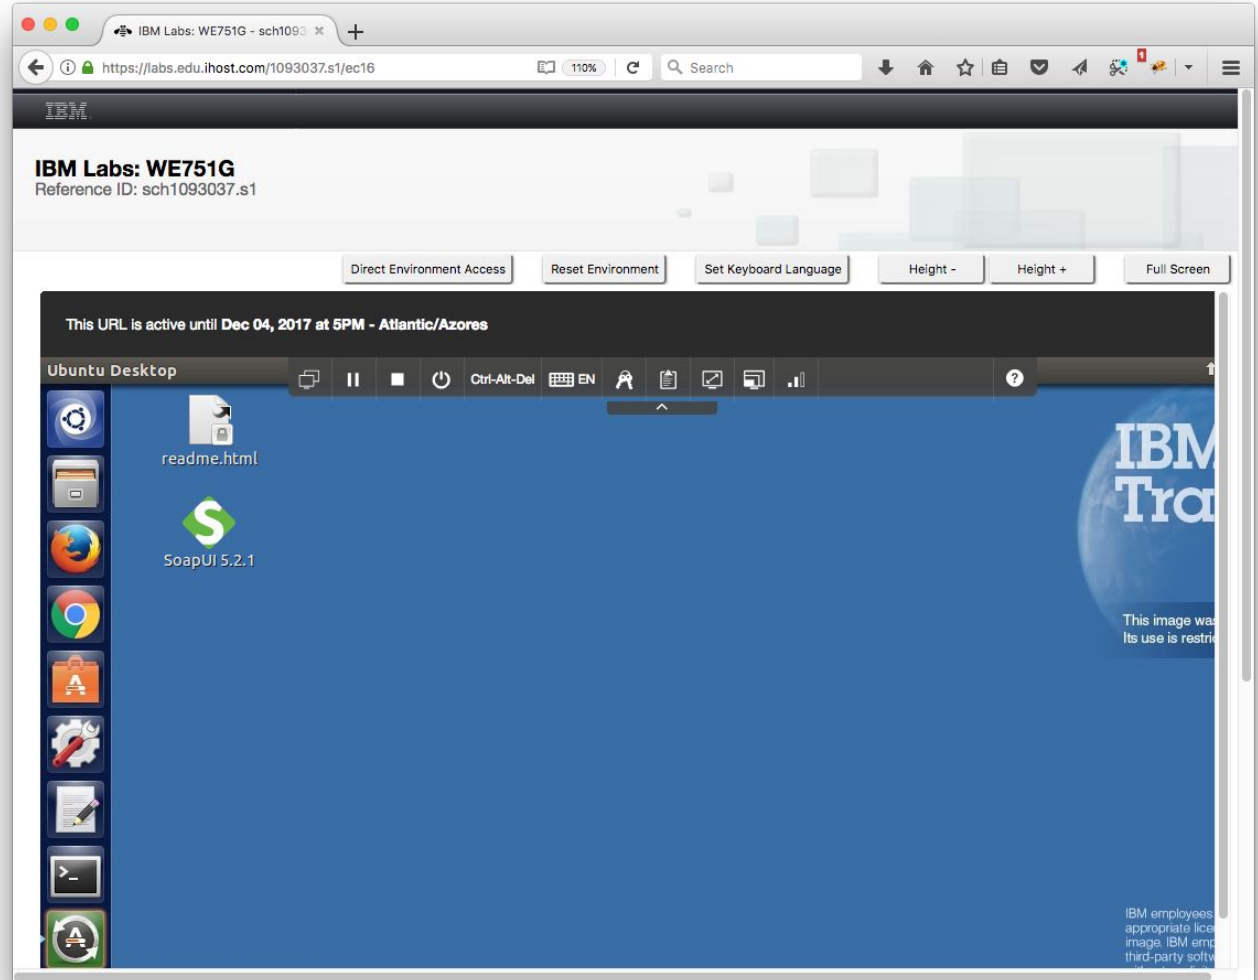 IBM Labs: WE751G - sch1093
https://labs.edu.ihost.com/1093037.s1/ec16
110%
Search
1
IBM
IBM Labs: WE751G
Reference ID: sch1093037.s1
Direct Environment Access
Reset Environment
Set Keyboard Language
Height -
Height +
Full Screen
This URL is active until Dec 04, 2017 at 5PM - Atlantic/Azores
Ubuntu Desktop
Ctrl-Alt-Del
EN
?
readme.html
SoapUI 5.2.1
IBM
Tra
This image was
Its use is restri
IBM employees
appropriate lice
image. IBM emp
third-party softw